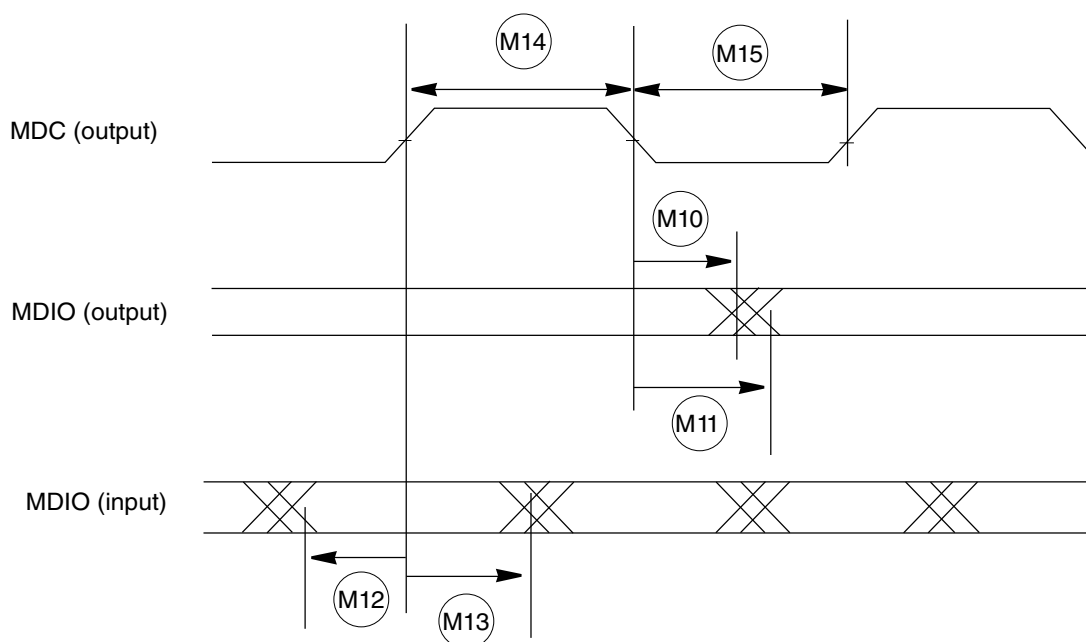 M14
M15
MDC (output)
M10
MDIO (output)
M11
MDIO (input)
M12
M13